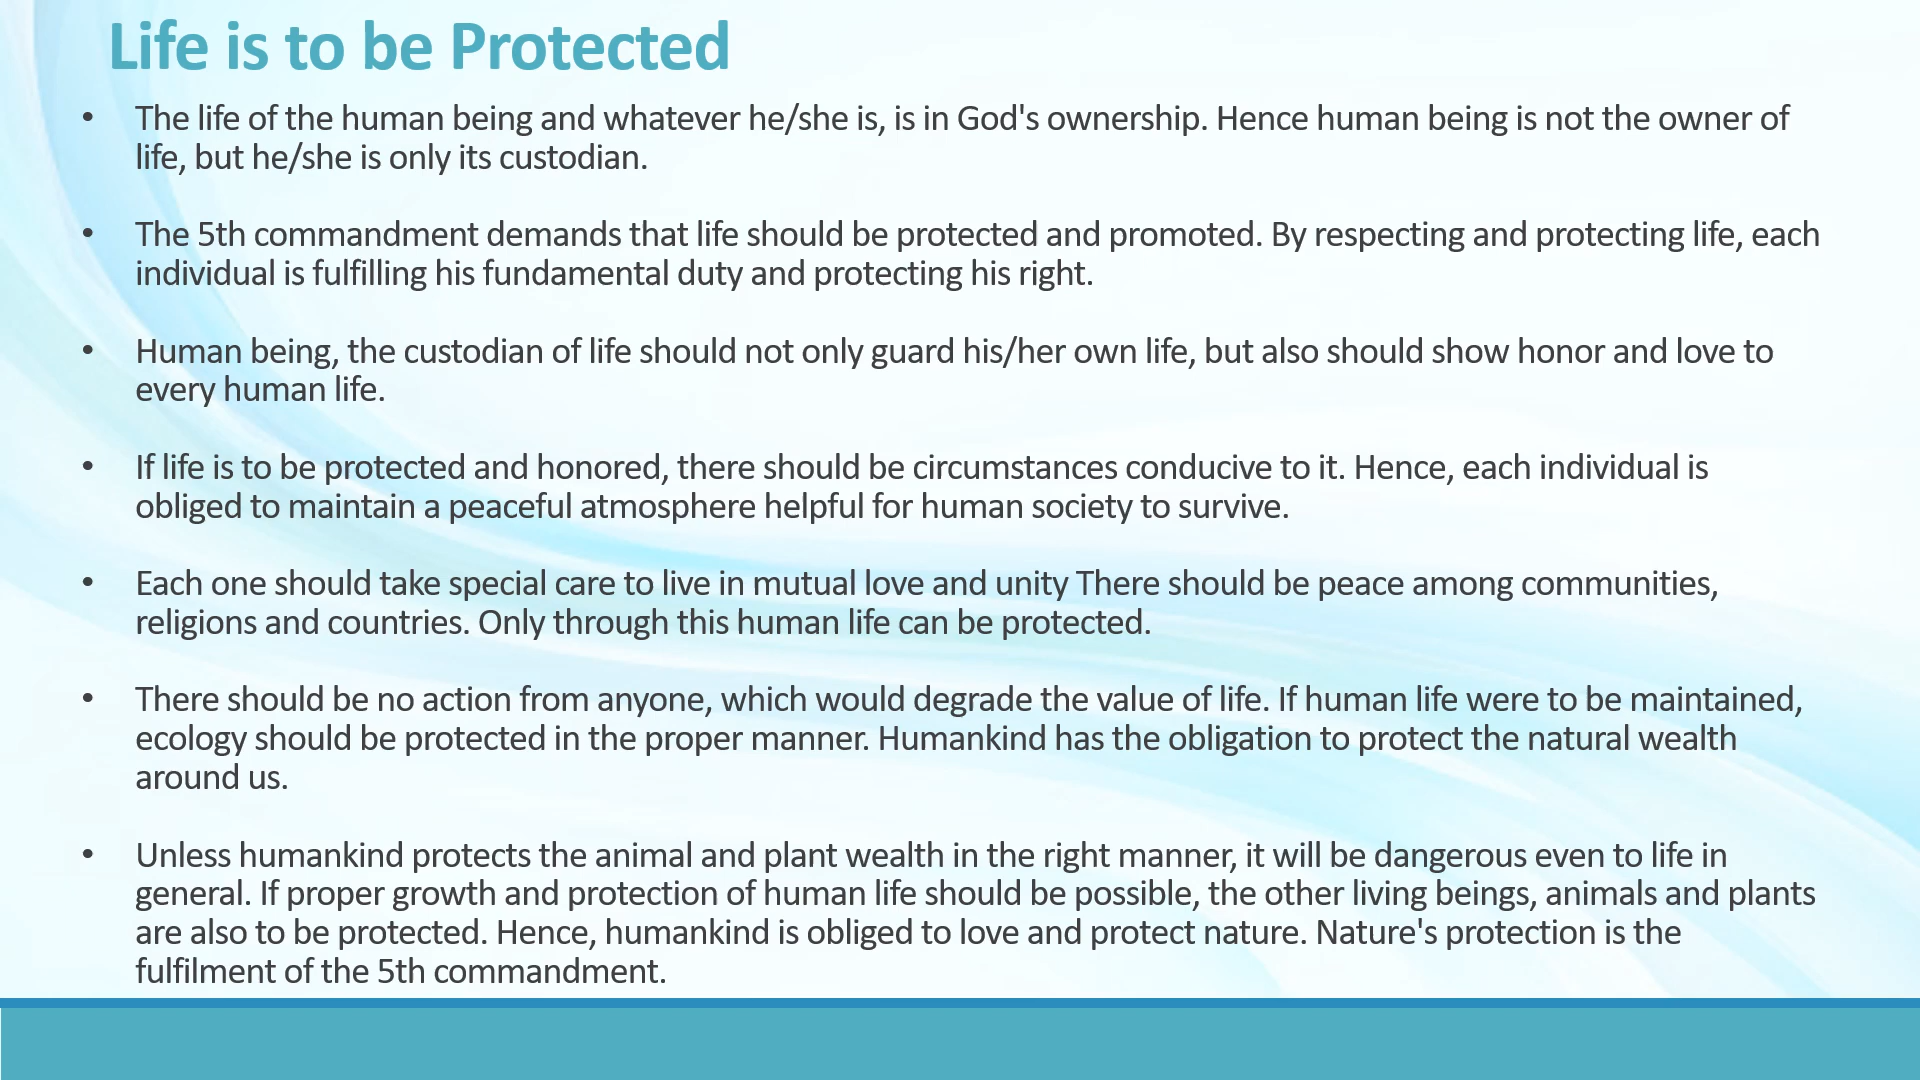 Life is to be Protected
• The life of the human being and whatever he/she is, is in God's ownership. Hence human being is not the owner of
life, but he/she is only its custodian.
• The 5th commandment demands that life should be protected and promoted. By respecting and protecting life, each
individual is fulfilling his fundamental duty and protecting his right.
• Human being, the custodian of life should not only guard his/her own life, but also should show honor and love to
every human life.
• If life is to be protected and honored, there should be circumstances conducive to it. Hence, each individual is
obliged to maintain a peaceful atmosphere helpful for human society to survive.
• Each one should take special care to live in mutual love and unity There should be peace among communities,
religions and countries. Only through this human life can be protected.
• There should be no action from anyone, which would degrade the value of life. If human life were to be maintained,
ecology should be protected in the proper manner. Humankind has the obligation to protect the natural wealth
around us.
• Unless humankind protects the animal and plant wealth in the right manner, it will be dangerous even to life in
general. If proper growth and protection of human life should be possible, the other living beings, animals and plants
are also to be protected. Hence, humankind is obliged to love and protect nature. Nature's protection is the
fulfilment of the 5th commandment.